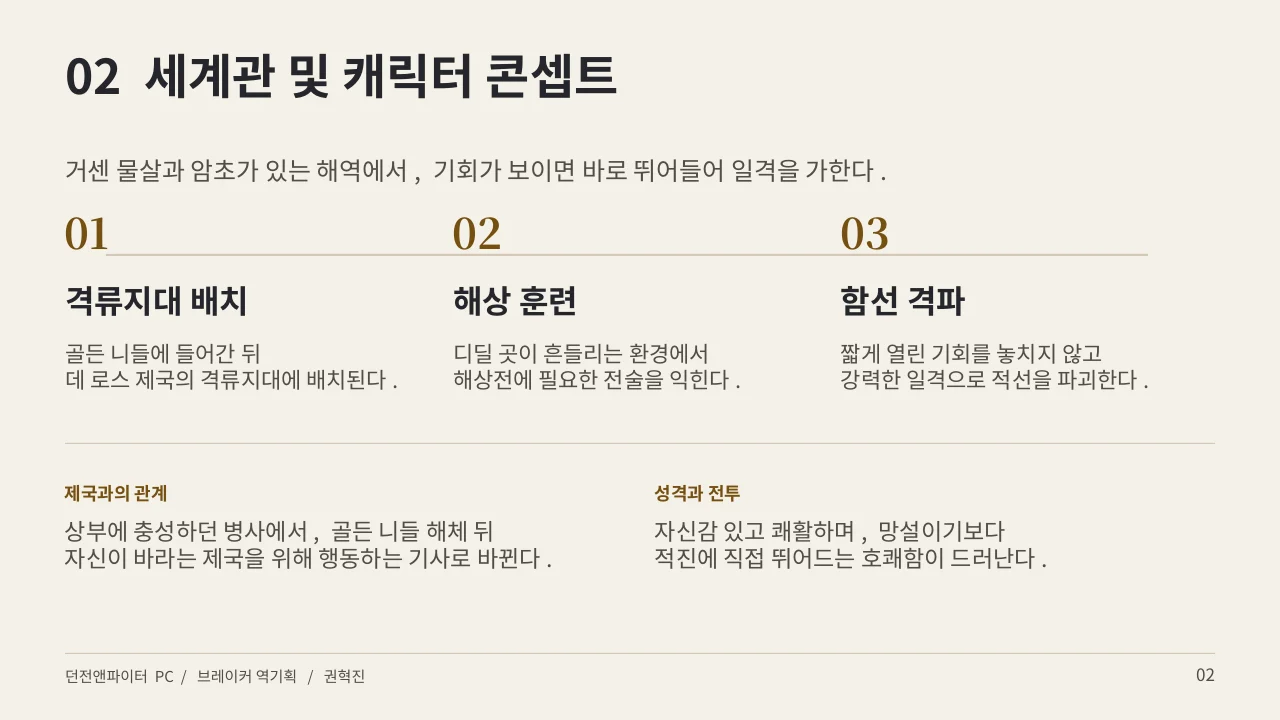 02 세계관 및 캐릭터 콘셉트
거센 물살과 암초가 있는 해역에서 , 기회가 보이면 바로 뛰어들어 일격을 가한다 .
01
02
03
격류지대 배치
해상 훈련
함선 격파
골든 니들에 들어간 뒤
데 로스 제국의 격류지대에 배치된다 .
디딜 곳이 흔들리는 환경에서
해상전에 필요한 전술을 익힌다 .
짧게 열린 기회를 놓치지 않고
강력한 일격으로 적선을 파괴한다 .
제국과의 관계
상부에 충성하던 병사에서 , 골든 니들 해체 뒤
자신이 바라는 제국을 위해 행동하는 기사로 바뀐다 .
성격과 전투
자신감 있고 쾌활하며 , 망설이기보다
적진에 직접 뛰어드는 호쾌함이 드러난다 .
던전앤파이터 PC / 브레이커 역기획 / 권혁진
02